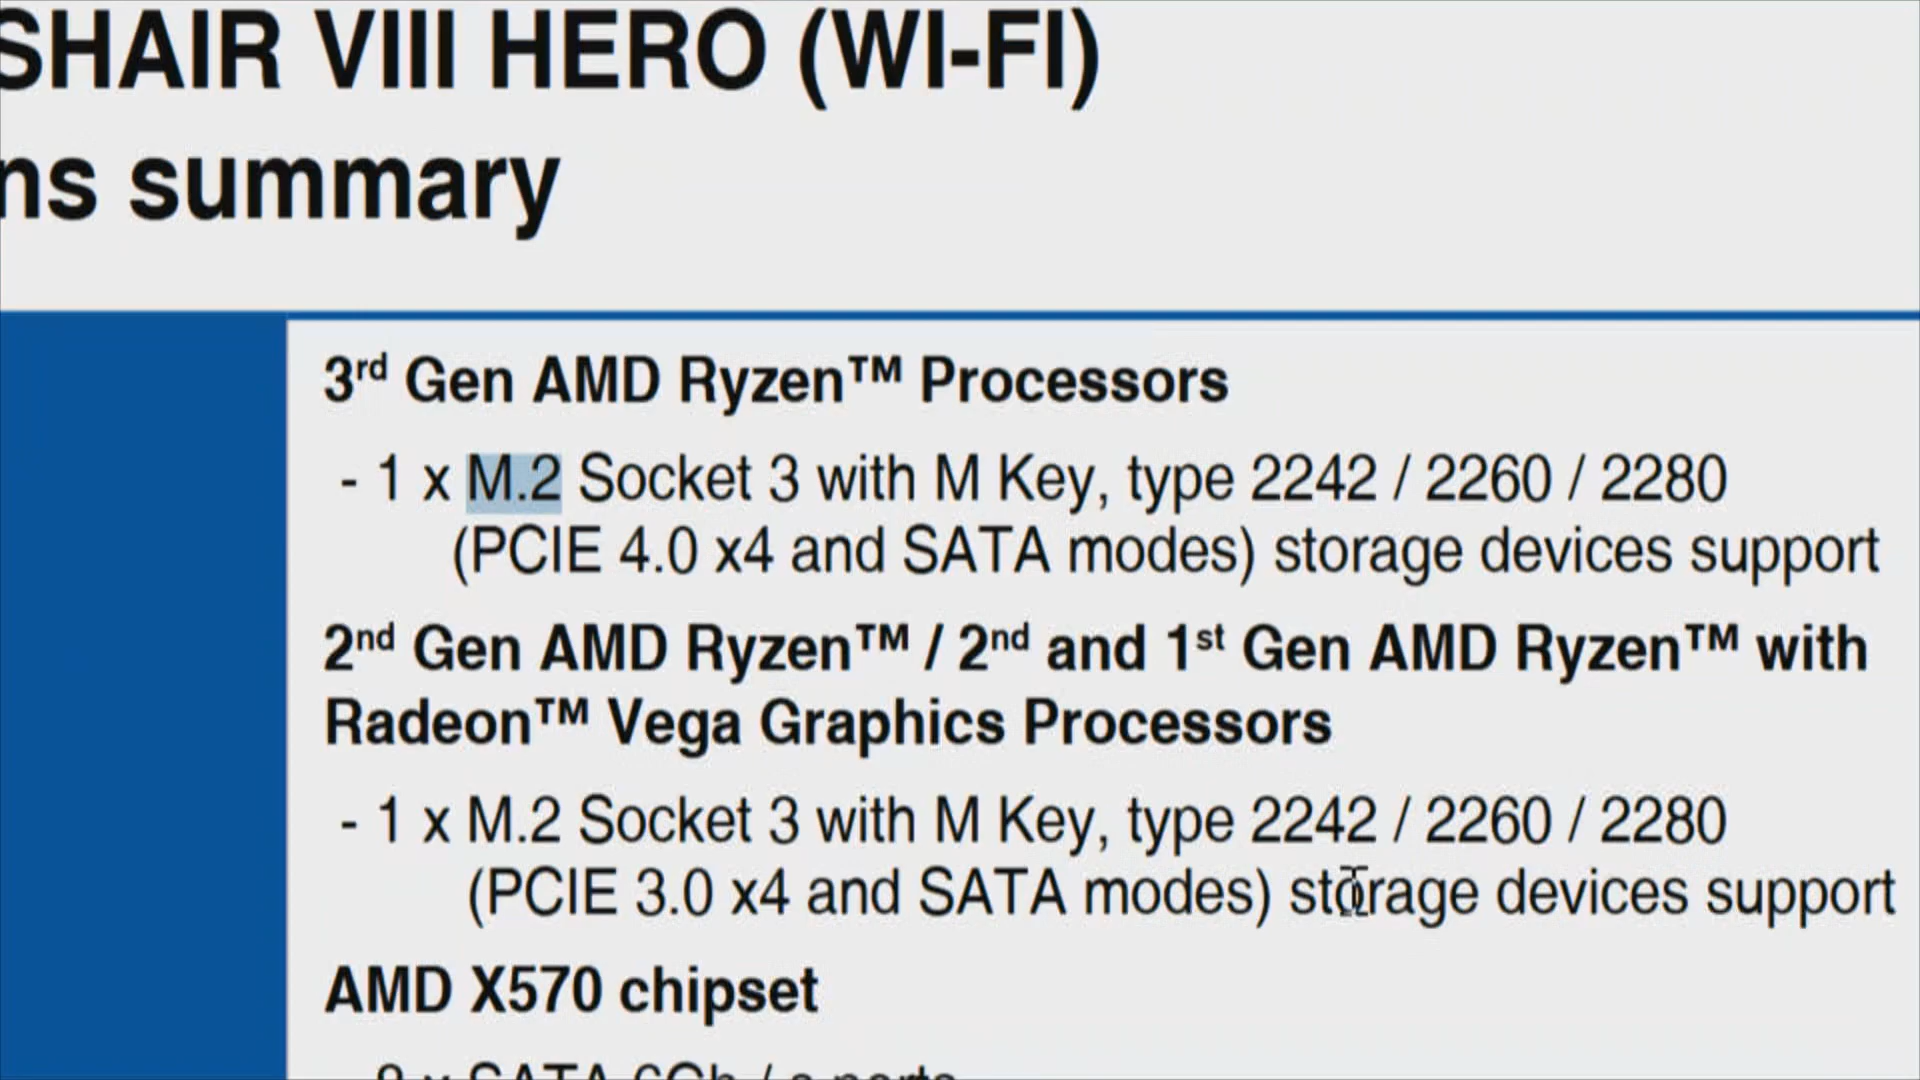 SHAIR VIII HERO (WI-FI)
ns summary
3rd Gen AMD Ryzen™ Processors
- 1 x M.2 Socket 3 with M Key, type 2242 / 2260 / 2280
(PCIE 4.0 x4 and SATA modes) storage devices support
2nd Gen AMD Ryzen™ / 2nd and 1st Gen AMD Ryzen™ with
Radeon™ Vega Graphics Processors
- 1 x M.2 Socket 3 with M Key, type 2242 / 2260 / 2280
(PCIE 3.0 x4 and SATA modes) storage devices support
AMD X570 chipset
x SATA 6Gb / s ports